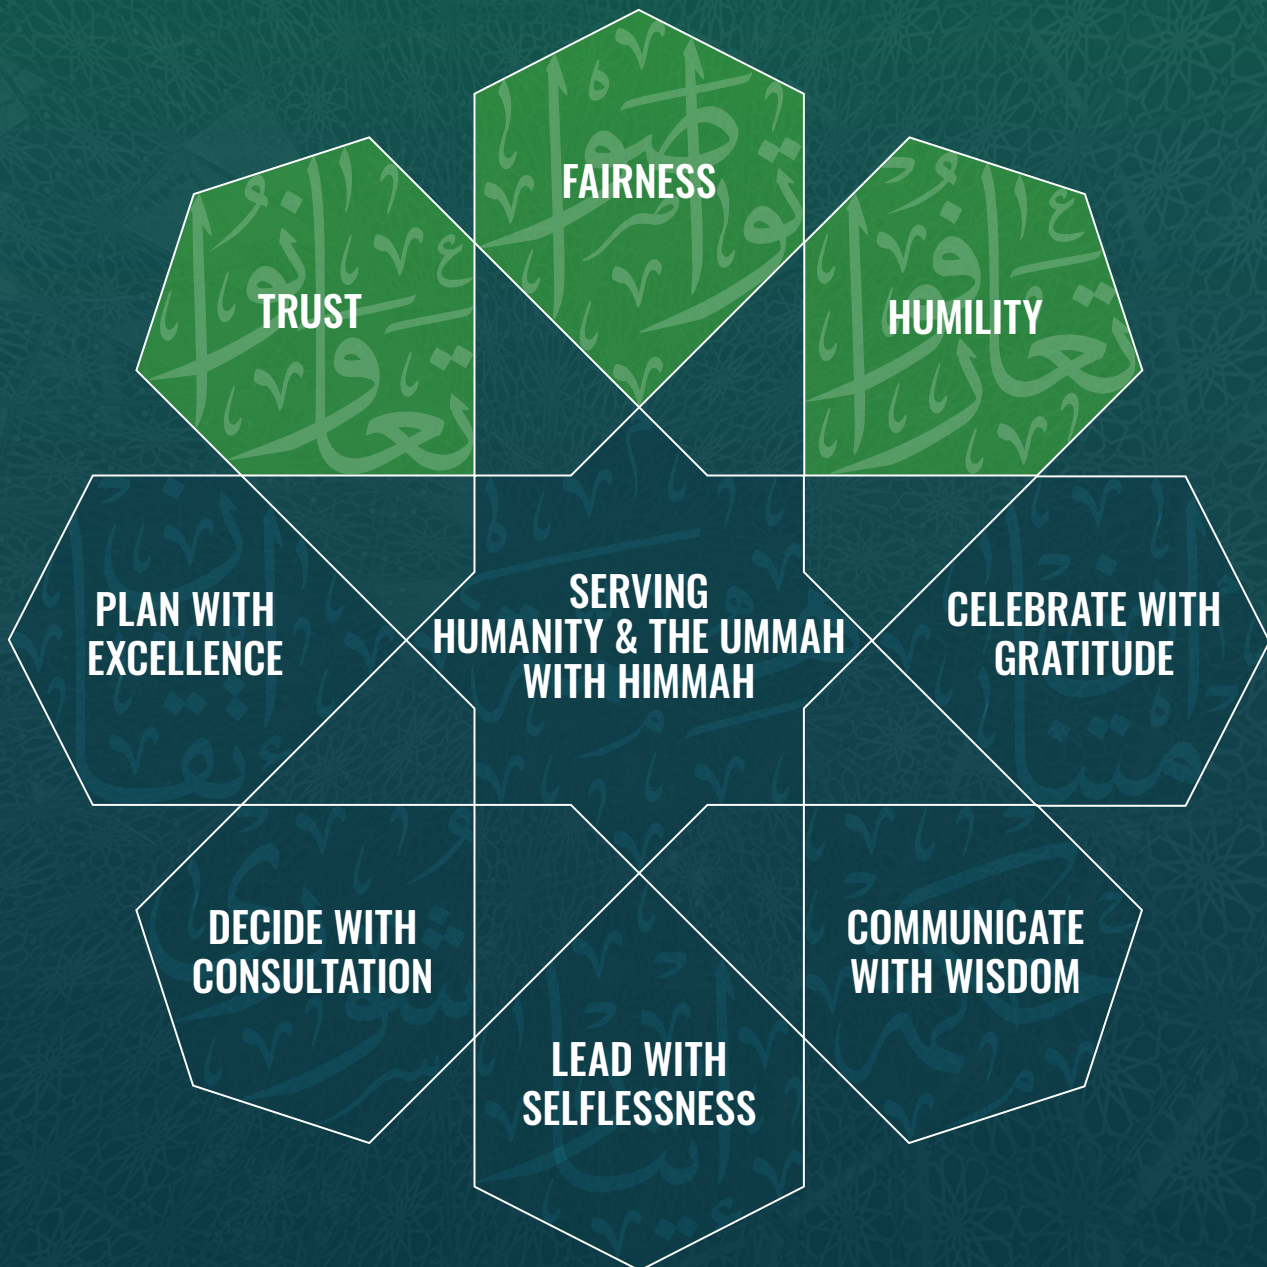 FAIRNESS
TRUST
HUMILITY
PLAN WITH
EXCELLENCE
SERVING
HUMANITY & THE UMMAH
WITH HIMMAH
CELEBRATE WITH
GRATITUDE
DECIDE WITH
CONSULTATION
COMMUNICATE
WITH WISDOM
LEAD WITH
SELFLESSNESS